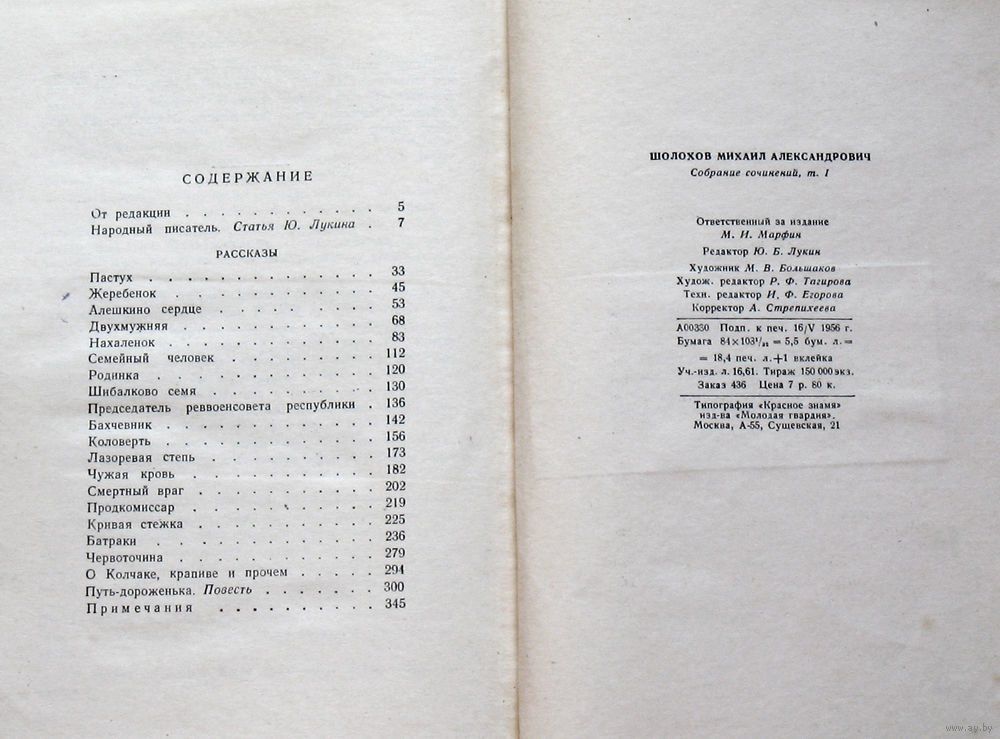 СОДЕРЖАНИЕ
От редакции . . . . . . . . . . . . 5
Народный писатель. Статья Ю. Лукина . 7
РАССКАЗЫ
Пастух . . . . . . . . . . . . . . 33
Жеребенок . . . . . . . . . . . . . 45
Алешкино сердце . . . . . . . . . . 53
Двухмужняя . . . . . . . . . . . . 68
Нахаленок . . . . . . . . . . . . . 83
Семейный человек . . . . . . . . . 112
Родинка . . . . . . . . . . . . . 120
Шибалково семя . . . . . . . . . . 130
Председатель реввоенсовета республики . 136
Бахчевник . . . . . . . . . . . . 142
Коловерть . . . . . . . . . . . . 156
Лазоревая степь . . . . . . . . . . 173
Чужая кровь . . . . . . . . . . . 182
Смертный враг . . . . . . . . . . 202
Продкомиссар . . . . . . . . . . . 219
Кривая стежка . . . . . . . . . . 225
Батраки . . . . . . . . . . . . . 236
Червоточина . . . . . . . . . . . 279
О Колчаке, крапиве и прочем . . . . . 294
Путь-дороженька. Повесть . . . . . . . 300
Примечания . . . . . . . . . . 345
ШОЛОХОВ МИХАИЛ АЛЕКСАНДРОВИЧ
Собрание сочинений, т. I
Ответственный за издание
М. И. Марфин
Редактор Ю. Б. Лукин
Художник М. В. Большаков
Худож. редактор Р. Ф. Тагирова
Техн. редактор И. Ф. Егорова
Корректор А. Стрепихеева
А00330 Подп. к печ. 16/V 1956 г.
Бумага 84×103¹/₃₂ = 5,5 бум. л.=
= 18,4 печ. л.+1 вклейка
Уч.-изд. л. 16,61. Тираж 150 000 экз.
Заказ 436 Цена 7 р. 80 к.
Типография «Красное знамя»
изд-ва «Молодая гвардия».
Москва, А-55, Сущевская, 21
www.ay.by